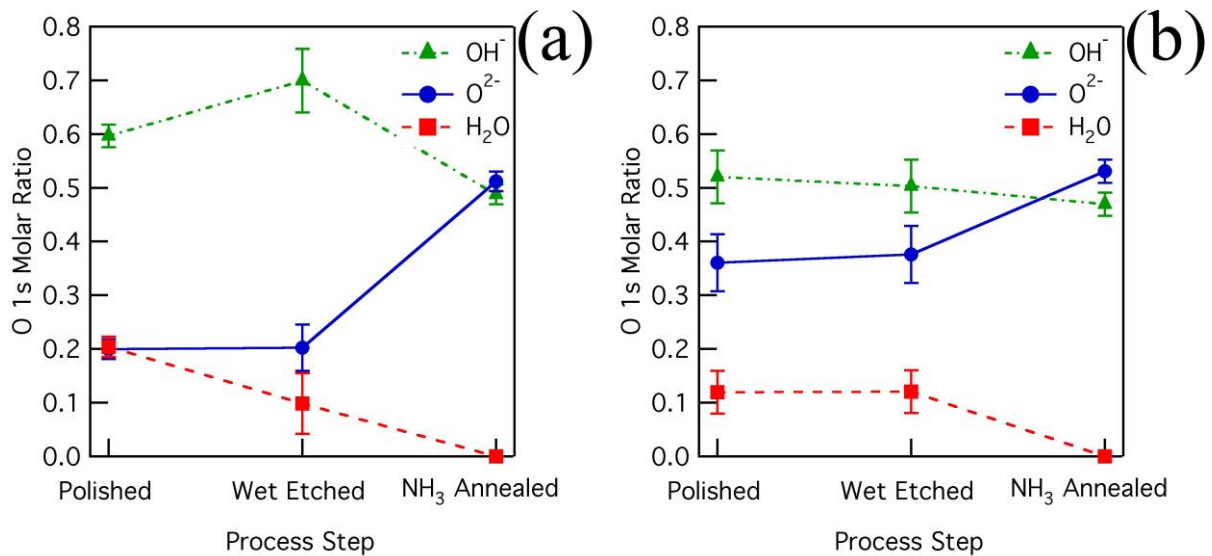 (a)
OH⁻
O²⁻
H₂O
0.8
0.7
0.6
0.5
0.4
0.3
0.2
0.1
0.0
O 1s Molar Ratio
Polished Wet Etched NH₃ Annealed
Process Step
(b)
OH⁻
O²⁻
H₂O
0.8
0.7
0.6
0.5
0.4
0.3
0.2
0.1
0.0
O 1s Molar Ratio
Polished Wet Etched NH₃ Annealed
Process Step